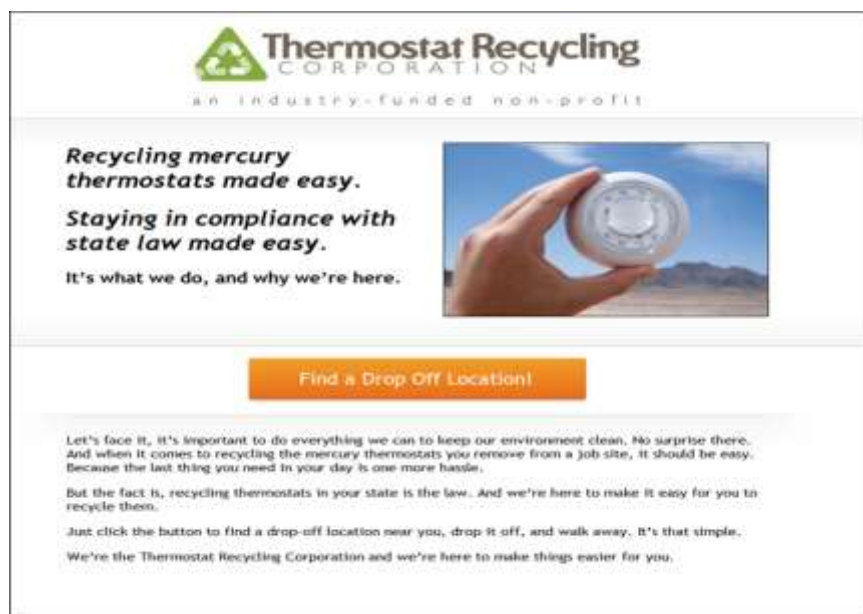 Thermostat Recycling
CORPORATION
an industry-funded non-profit
Recycling mercury
thermostats made easy.
Staying in compliance with
state law made easy.
It's what we do, and why we're here.
Find a Drop Off Location!
Let's face it, it's important to do everything we can to keep our environment clean. No surprise there.
And when it comes to recycling the mercury thermostats you remove from a job site, it should be easy.
Because the last thing you need in your day is one more hassle.
But the fact is, recycling thermostats in your state is the law. And we're here to make it easy for you to
recycle them.
Just click the button to find a drop-off location near you, drop it off, and walk away. It's that simple.
We're the Thermostat Recycling Corporation and we're here to make things easier for you.